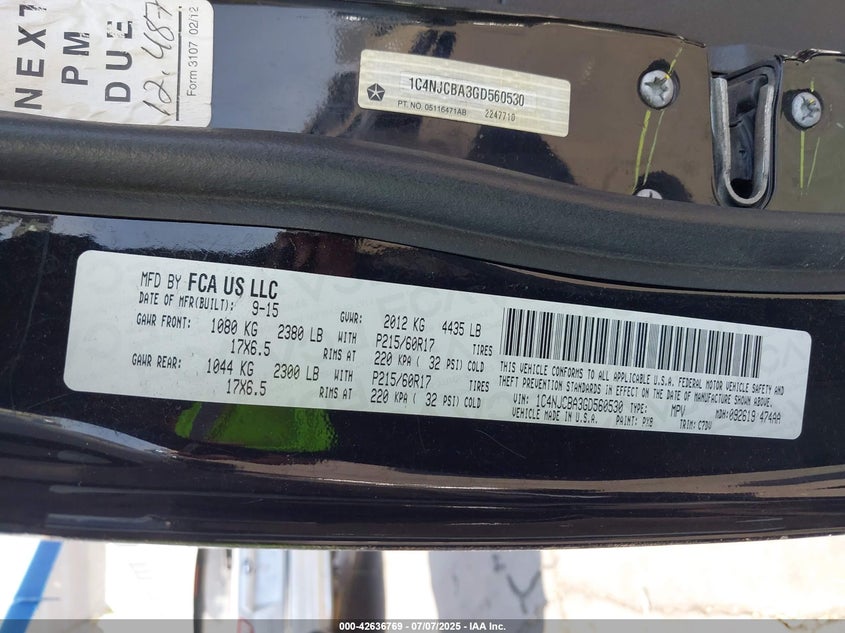 NEXT
PM
DUE
12,487
Form 3107 02/12
1C4NJCBA3GD560530
PT. NO. 05116471AB 2247710
MFD BY FCA US LLC
DATE OF MFR(BUILT): 9-15 GVWR: 2012 KG 4435 LB
GAWR FRONT: 1080 KG 2380 LB WITH P215/60R17 TIRES
17X6.5 RIMS AT 220 KPA ( 32 PSI) COLD
GAWR REAR: 1044 KG 2300 LB WITH P215/60R17 TIRES
17X6.5 RIMS AT 220 KPA ( 32 PSI) COLD
THIS VEHICLE CONFORMS TO ALL APPLICABLE U.S.A. FEDERAL MOTOR VEHICLE SAFETY AND
THEFT PREVENTION STANDARDS IN EFFECT ON THE DATE OF MANUFACTURE SHOWN ABOVE.
VIN: 1C4NJCBA3GD560530 TYPE: MPV MDH:092619 474AA
VEHICLE MADE IN U.S.A. PAINT: PXB TRIM: C7DV
000-42636769 | 07/07/2025 - IAA Inc.